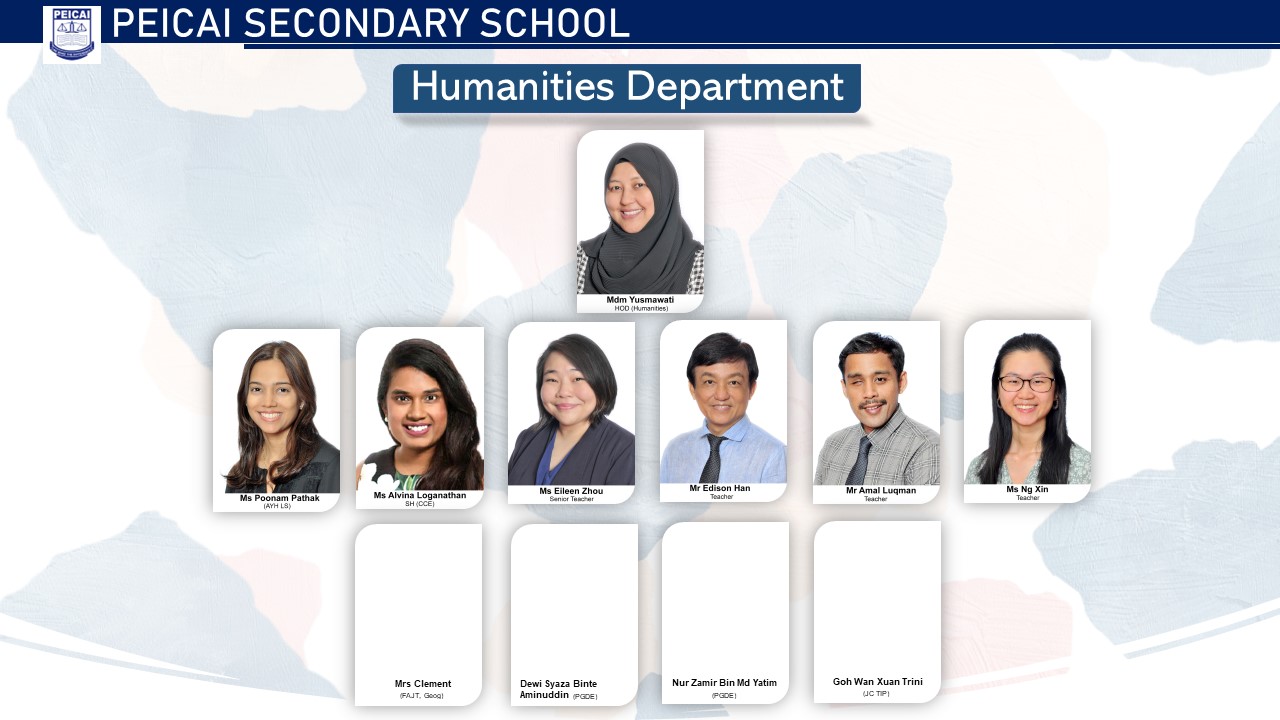 PEICAI
PEICAI SECONDARY SCHOOL
Humanities Department
Mdm Yusmawati
HOD (Humanities)
Ms Poonam Pathak
(AYH LS)
Ms Alvina Loganathan
SH (CCE)
Ms Eileen Zhou
Senior Teacher
Mr Edison Han
Teacher
Mr Amal Luqman
Teacher
Ms Ng Xin
Teacher
Mrs Clement
(FAJT, Geog)
Dewi Syaza Binte
Aminuddin (PGDE)
Nur Zamir Bin Md Yatim
(PGDE)
Goh Wan Xuan Trini
(JC TIP)